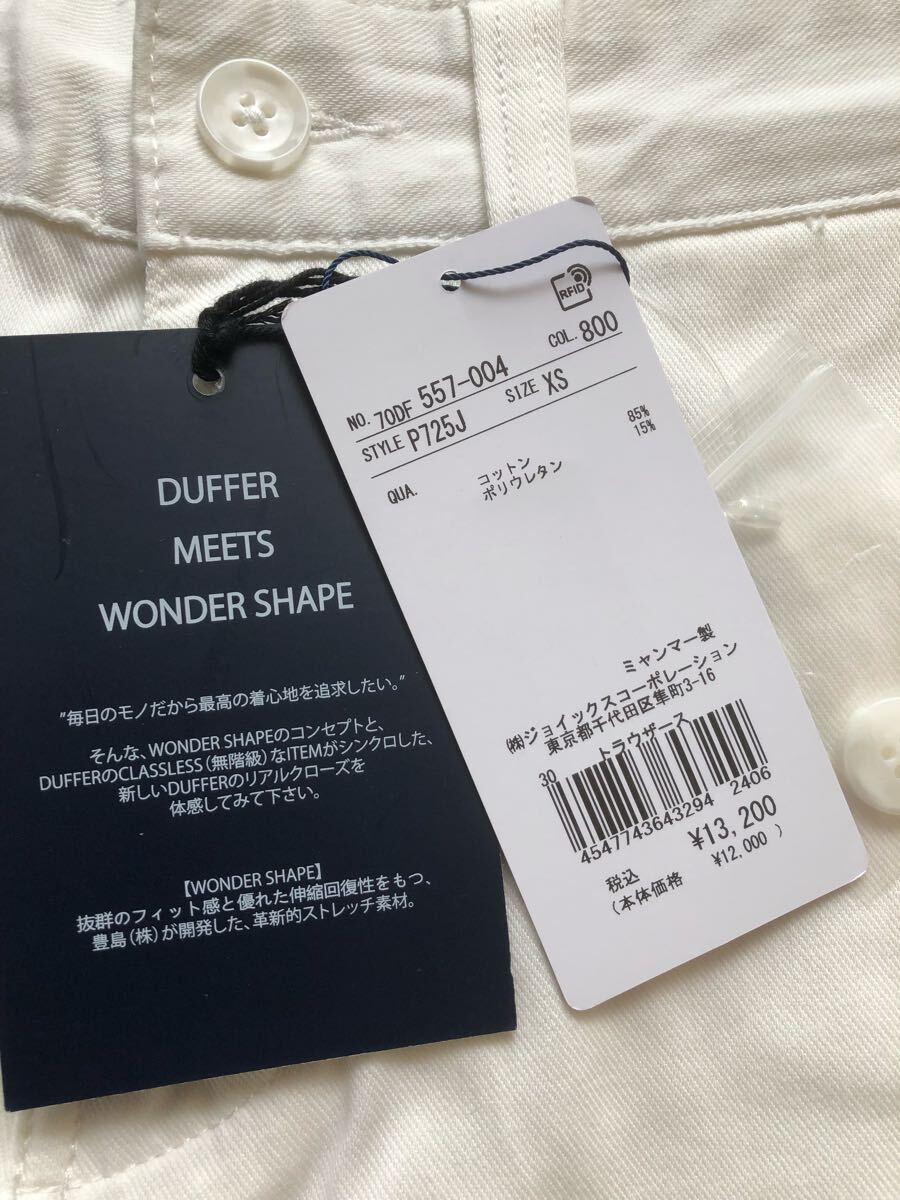 DUFFER
MEETS
WONDER SHAPE
"毎日のモノだから最高の着心地を追求したい。"
そんな、WONDER SHAPEのコンセプトと、
DUFFERのCLASSLESS（無階級）なITEMがシンクロした、
新しいDUFFERのリアルクローズを
体感してみて下さい。
【WONDER SHAPE】
抜群のフィット感と優れた伸縮回復性をもつ、
豊島（株）が開発した、革新的ストレッチ素材。
RFID
NO. 70DF 557-004 COL. 800
STYLE P725J SIZE XS
QUA. コットン 85%
ポリウレタン 15%
ミャンマー製
㈱ジョイックスコーポレーション
東京都千代田区隼町3-16
トラウザース
30
4547743643294 2406
税込 ¥13,200
（本体価格 ¥12,000 ）